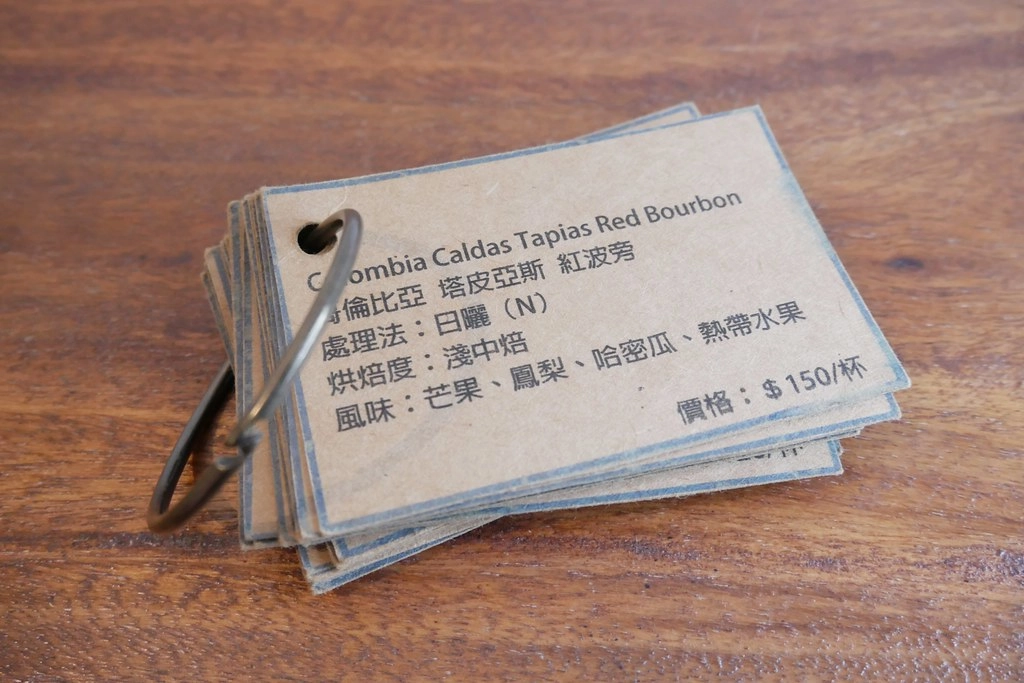 Colombia Caldas Tapias Red Bourbon
哥倫比亞 塔皮亞斯 紅波旁
處理法：日曬（N）
烘焙度：淺中焙
風味：芒果、鳳梨、哈密瓜、熱帶水果
價格：＄150/杯
/杯